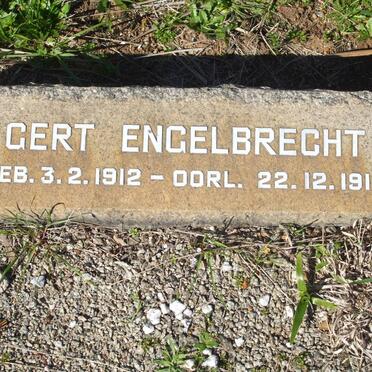 GERT ENGELBRECHT
EB. 3.2.1912 – OORL. 22.12.191